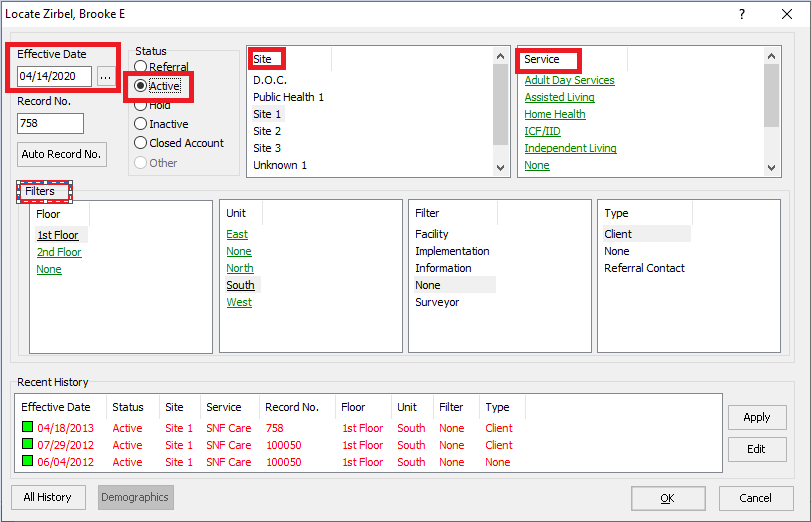 Locate Zirbel, Brooke E
?
Effective Date
04/14/2020
...
Record No.
758
Auto Record No.
Status
Referral
Active
Hold
Inactive
Closed Account
Other
Site
D.O.C.
Public Health 1
Site 1
Site 2
Site 3
Unknown 1
Service
Adult Day Services
Assisted Living
Home Health
ICF/IID
Independent Living
None
Filters
Floor
1st Floor
2nd Floor
None
Unit
East
None
North
South
West
Filter
Facility
Implementation
Information
None
Surveyor
Type
Client
None
Referral Contact
Recent History
Effective Date Status Site Service Record No. Floor Unit Filter Type
04/18/2013 Active Site 1 SNF Care 758 1st Floor South None Client
07/29/2012 Active Site 1 SNF Care 100050 1st Floor South None Client
06/04/2012 Active Site 1 SNF Care 100050 1st Floor South None None
Apply
Edit
All History
Demographics
OK
Cancel